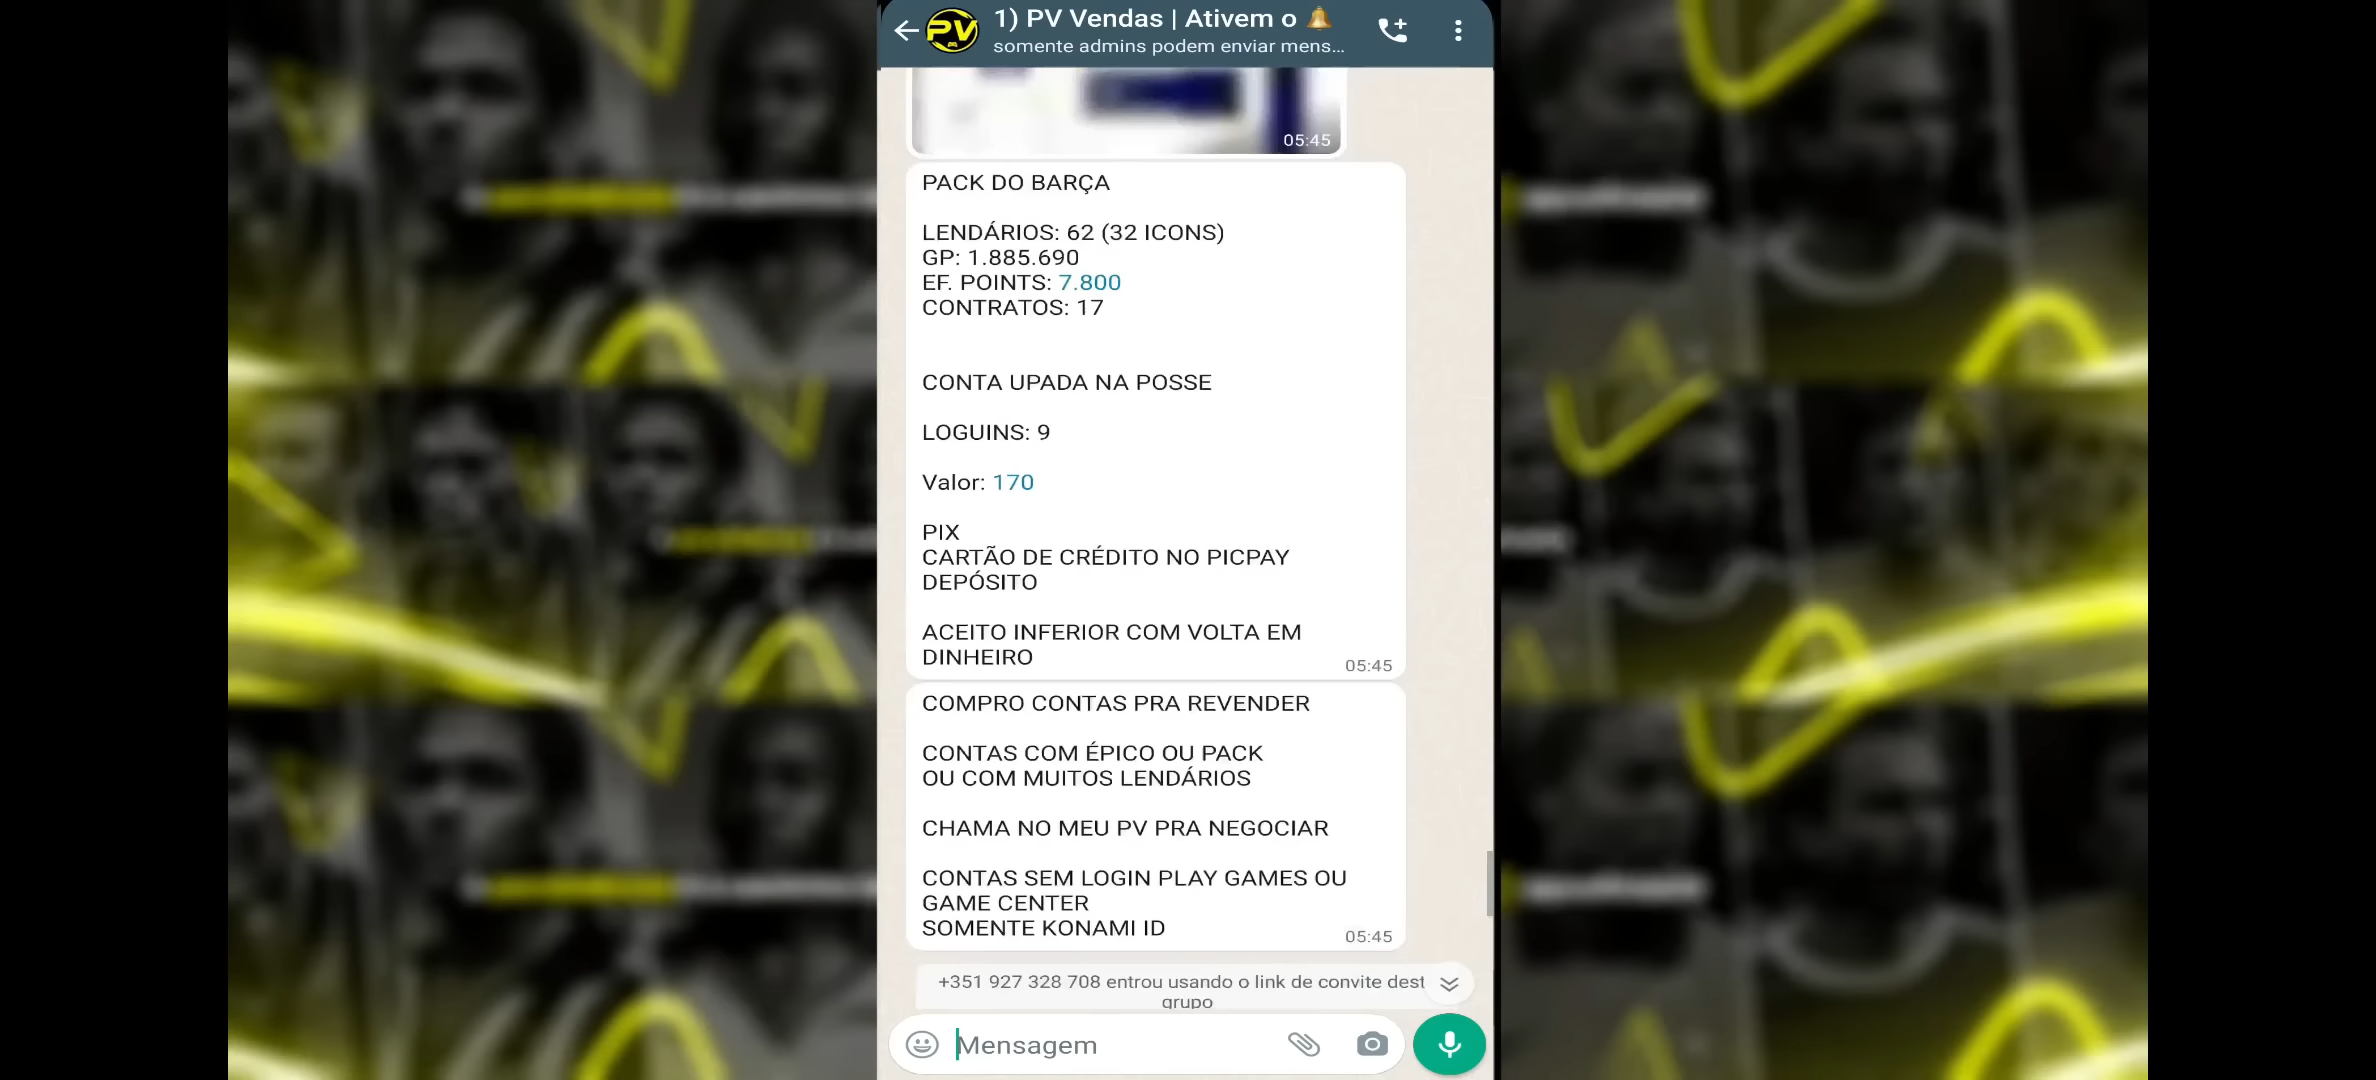 1) PV Vendas | Ativem o 🔔
somente admins podem enviar mens...
PV
05:45
PACK DO BARÇA
LENDÁRIOS: 62 (32 ICONS)
GP: 1.885.690
EF. POINTS: 7.800
CONTRATOS: 17
CONTA UPADA NA POSSE
LOGUINS: 9
Valor: 170
PIX
CARTÃO DE CRÉDITO NO PICPAY
DEPÓSITO
ACEITO INFERIOR COM VOLTA EM
DINHEIRO
05:45
COMPRO CONTAS PRA REVENDER
CONTAS COM ÉPICO OU PACK
OU COM MUITOS LENDÁRIOS
CHAMA NO MEU PV PRA NEGOCIAR
CONTAS SEM LOGIN PLAY GAMES OU
GAME CENTER
SOMENTE KONAMI ID
05:45
+351 927 328 708 entrou usando o link de convite dest
grupo
Mensagem